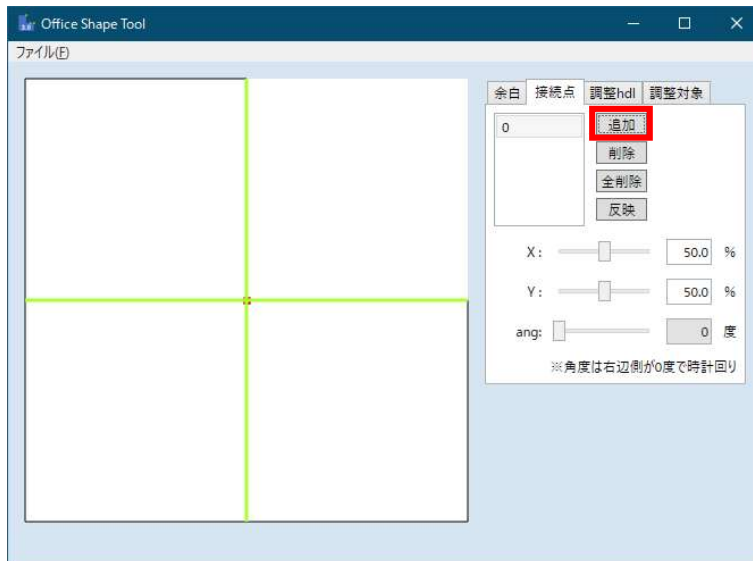 Office Shape Tool
ファイル(F)
余白 接続点 調整hdl 調整対象
0
追加
削除
全削除
反映
X: 50.0 %
Y: 50.0 %
ang: 0 度
※角度は右辺側が0度で時計回り